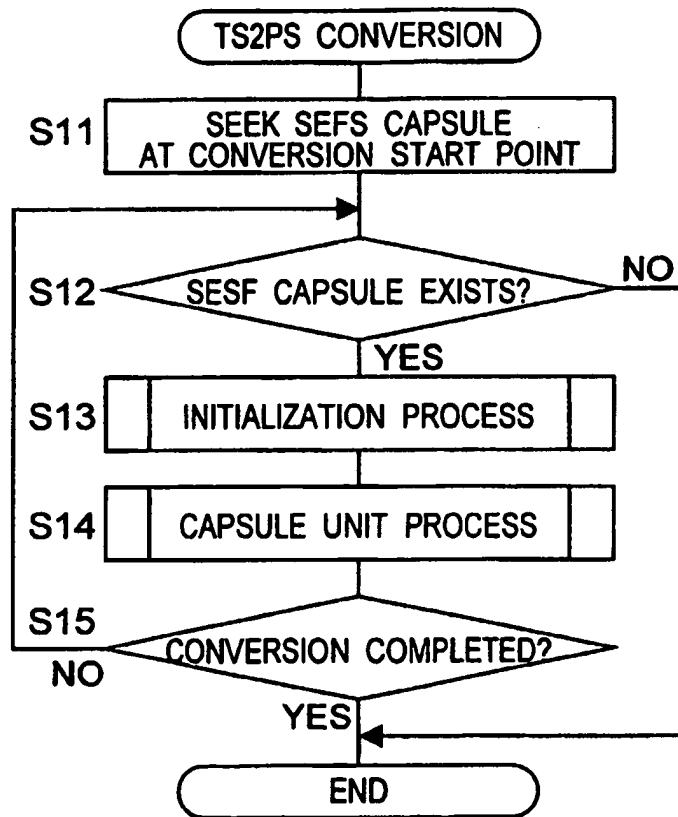 TS2PS CONVERSION
S11
SEEK SEFS CAPSULE
AT CONVERSION START POINT
S12
SESF CAPSULE EXISTS?
NO
YES
S13
INITIALIZATION PROCESS
S14
CAPSULE UNIT PROCESS
S15
CONVERSION COMPLETED?
NO
YES
END